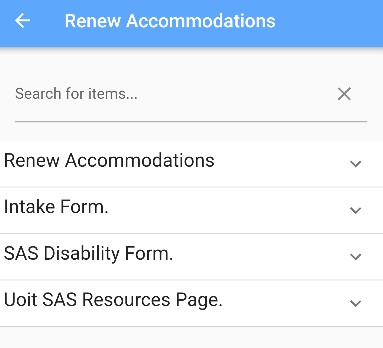 Renew Accommodations
Search for items...
Renew Accommodations
Intake Form.
SAS Disability Form.
Uoit SAS Resources Page.